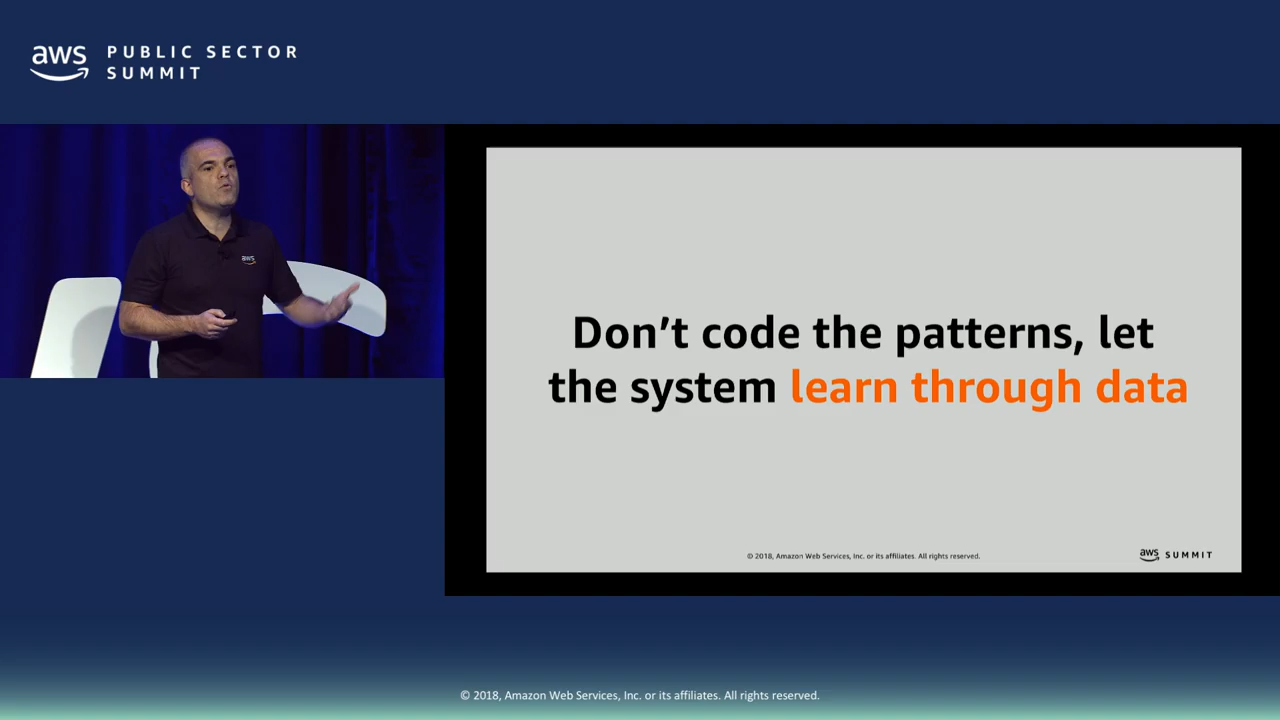 aws
PUBLIC SECTOR
SUMMIT
aws
Don’t code the patterns, let
the system learn through data
© 2018, Amazon Web Services, Inc. or its affiliates. All rights reserved.
aws SUMMIT
© 2018, Amazon Web Services, Inc. or its affiliates. All rights reserved.